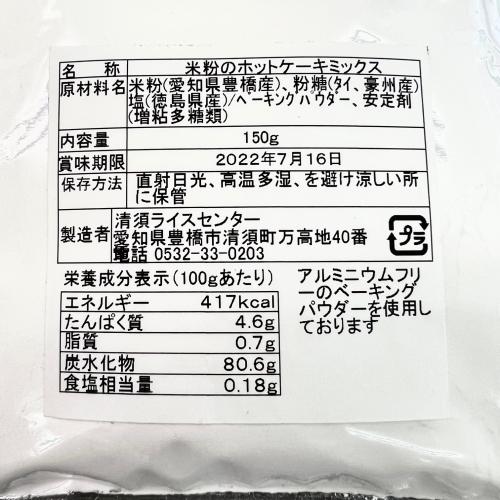 名称 米粉のホットケーキミックス
原材料名 米粉(愛知県豊橋産)、粉糖(タイ、豪州産)
塩(徳島県産)/ベーキングパウダー、安定剤
(増粘多糖類)
内容量 150g
賞味期限 2022年7月16日
保存方法 直射日光、高温多湿、を避け涼しい所
に保管
製造者 清須ライスセンター
愛知県豊橋市清須町万高地40番
電話 0532-33-0203
プラ
栄養成分表示(100gあたり)
エネルギー 417kcal
たんぱく質 4.6g
脂質 0.7g
炭水化物 80.6g
食塩相当量 0.18g
アルミニウムフリ
ーのベーキング
パウダーを使用し
ております